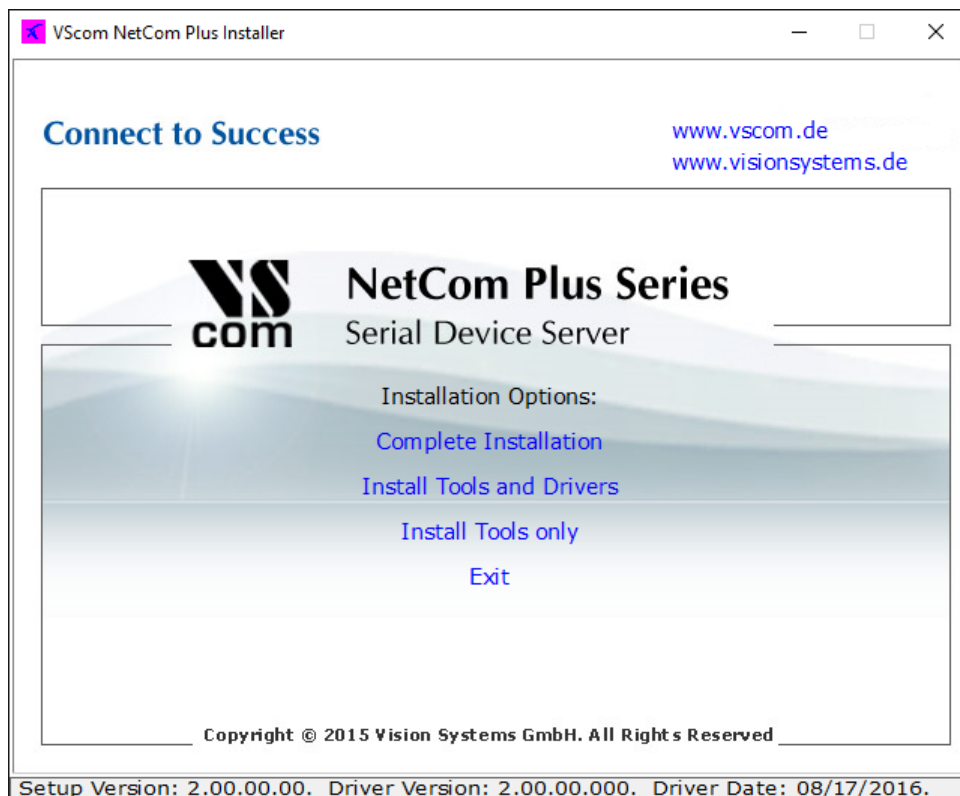 VScom NetCom Plus Installer
Connect to Success
www.vscom.de
www.visionsystems.de
VS
com
NetCom Plus Series
Serial Device Server
Installation Options:
Complete Installation
Install Tools and Drivers
Install Tools only
Exit
Copyright © 2015 Vision Systems GmbH. All Rights Reserved
Setup Version: 2.00.00.00. Driver Version: 2.00.00.000. Driver Date: 08/17/2016.